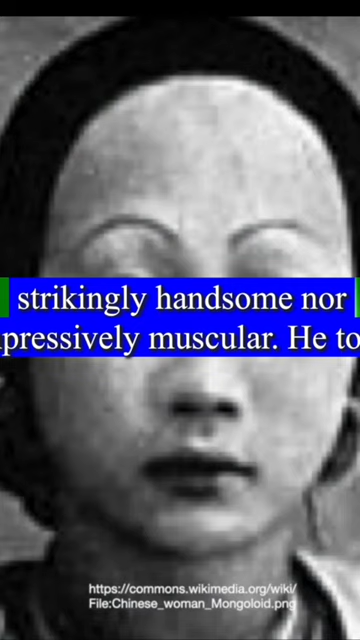 strikingly handsome nor
pressively muscular. He to
https://commons.wikimedia.org/wiki/
File:Chinese_woman_Mongoloid.png